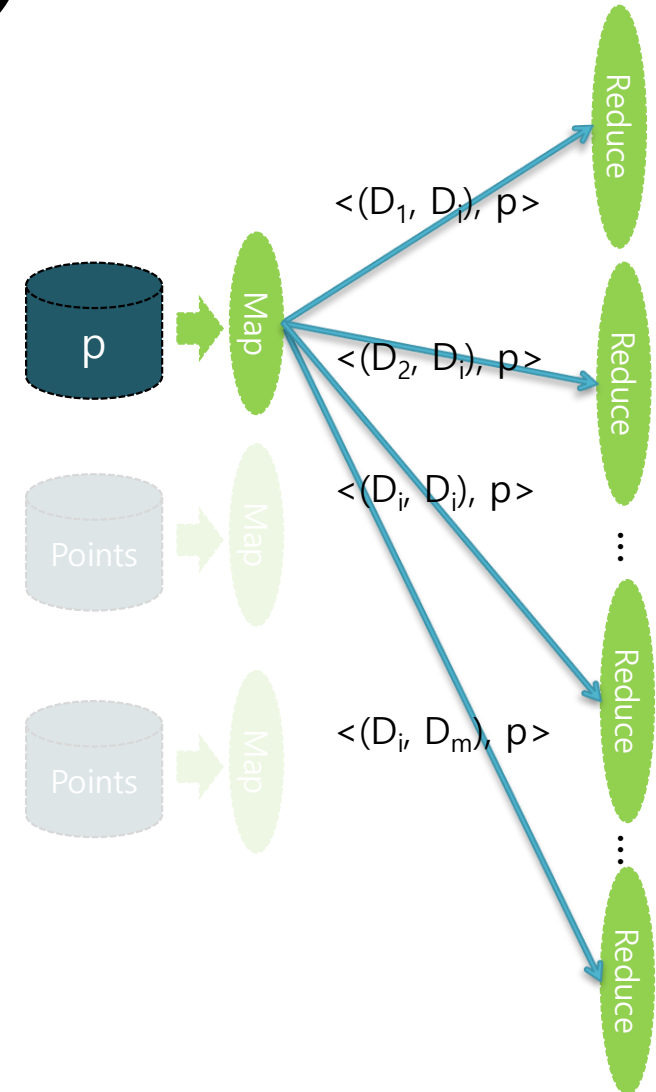 Reduce
<(D₁, Dᵢ), p>
Map
p
Reduce
<(D₂, Dᵢ), p>
<(Dᵢ, Dᵢ), p>
Points
Map
...
Reduce
<(Dᵢ, Dₘ), p>
Points
Map
...
Reduce